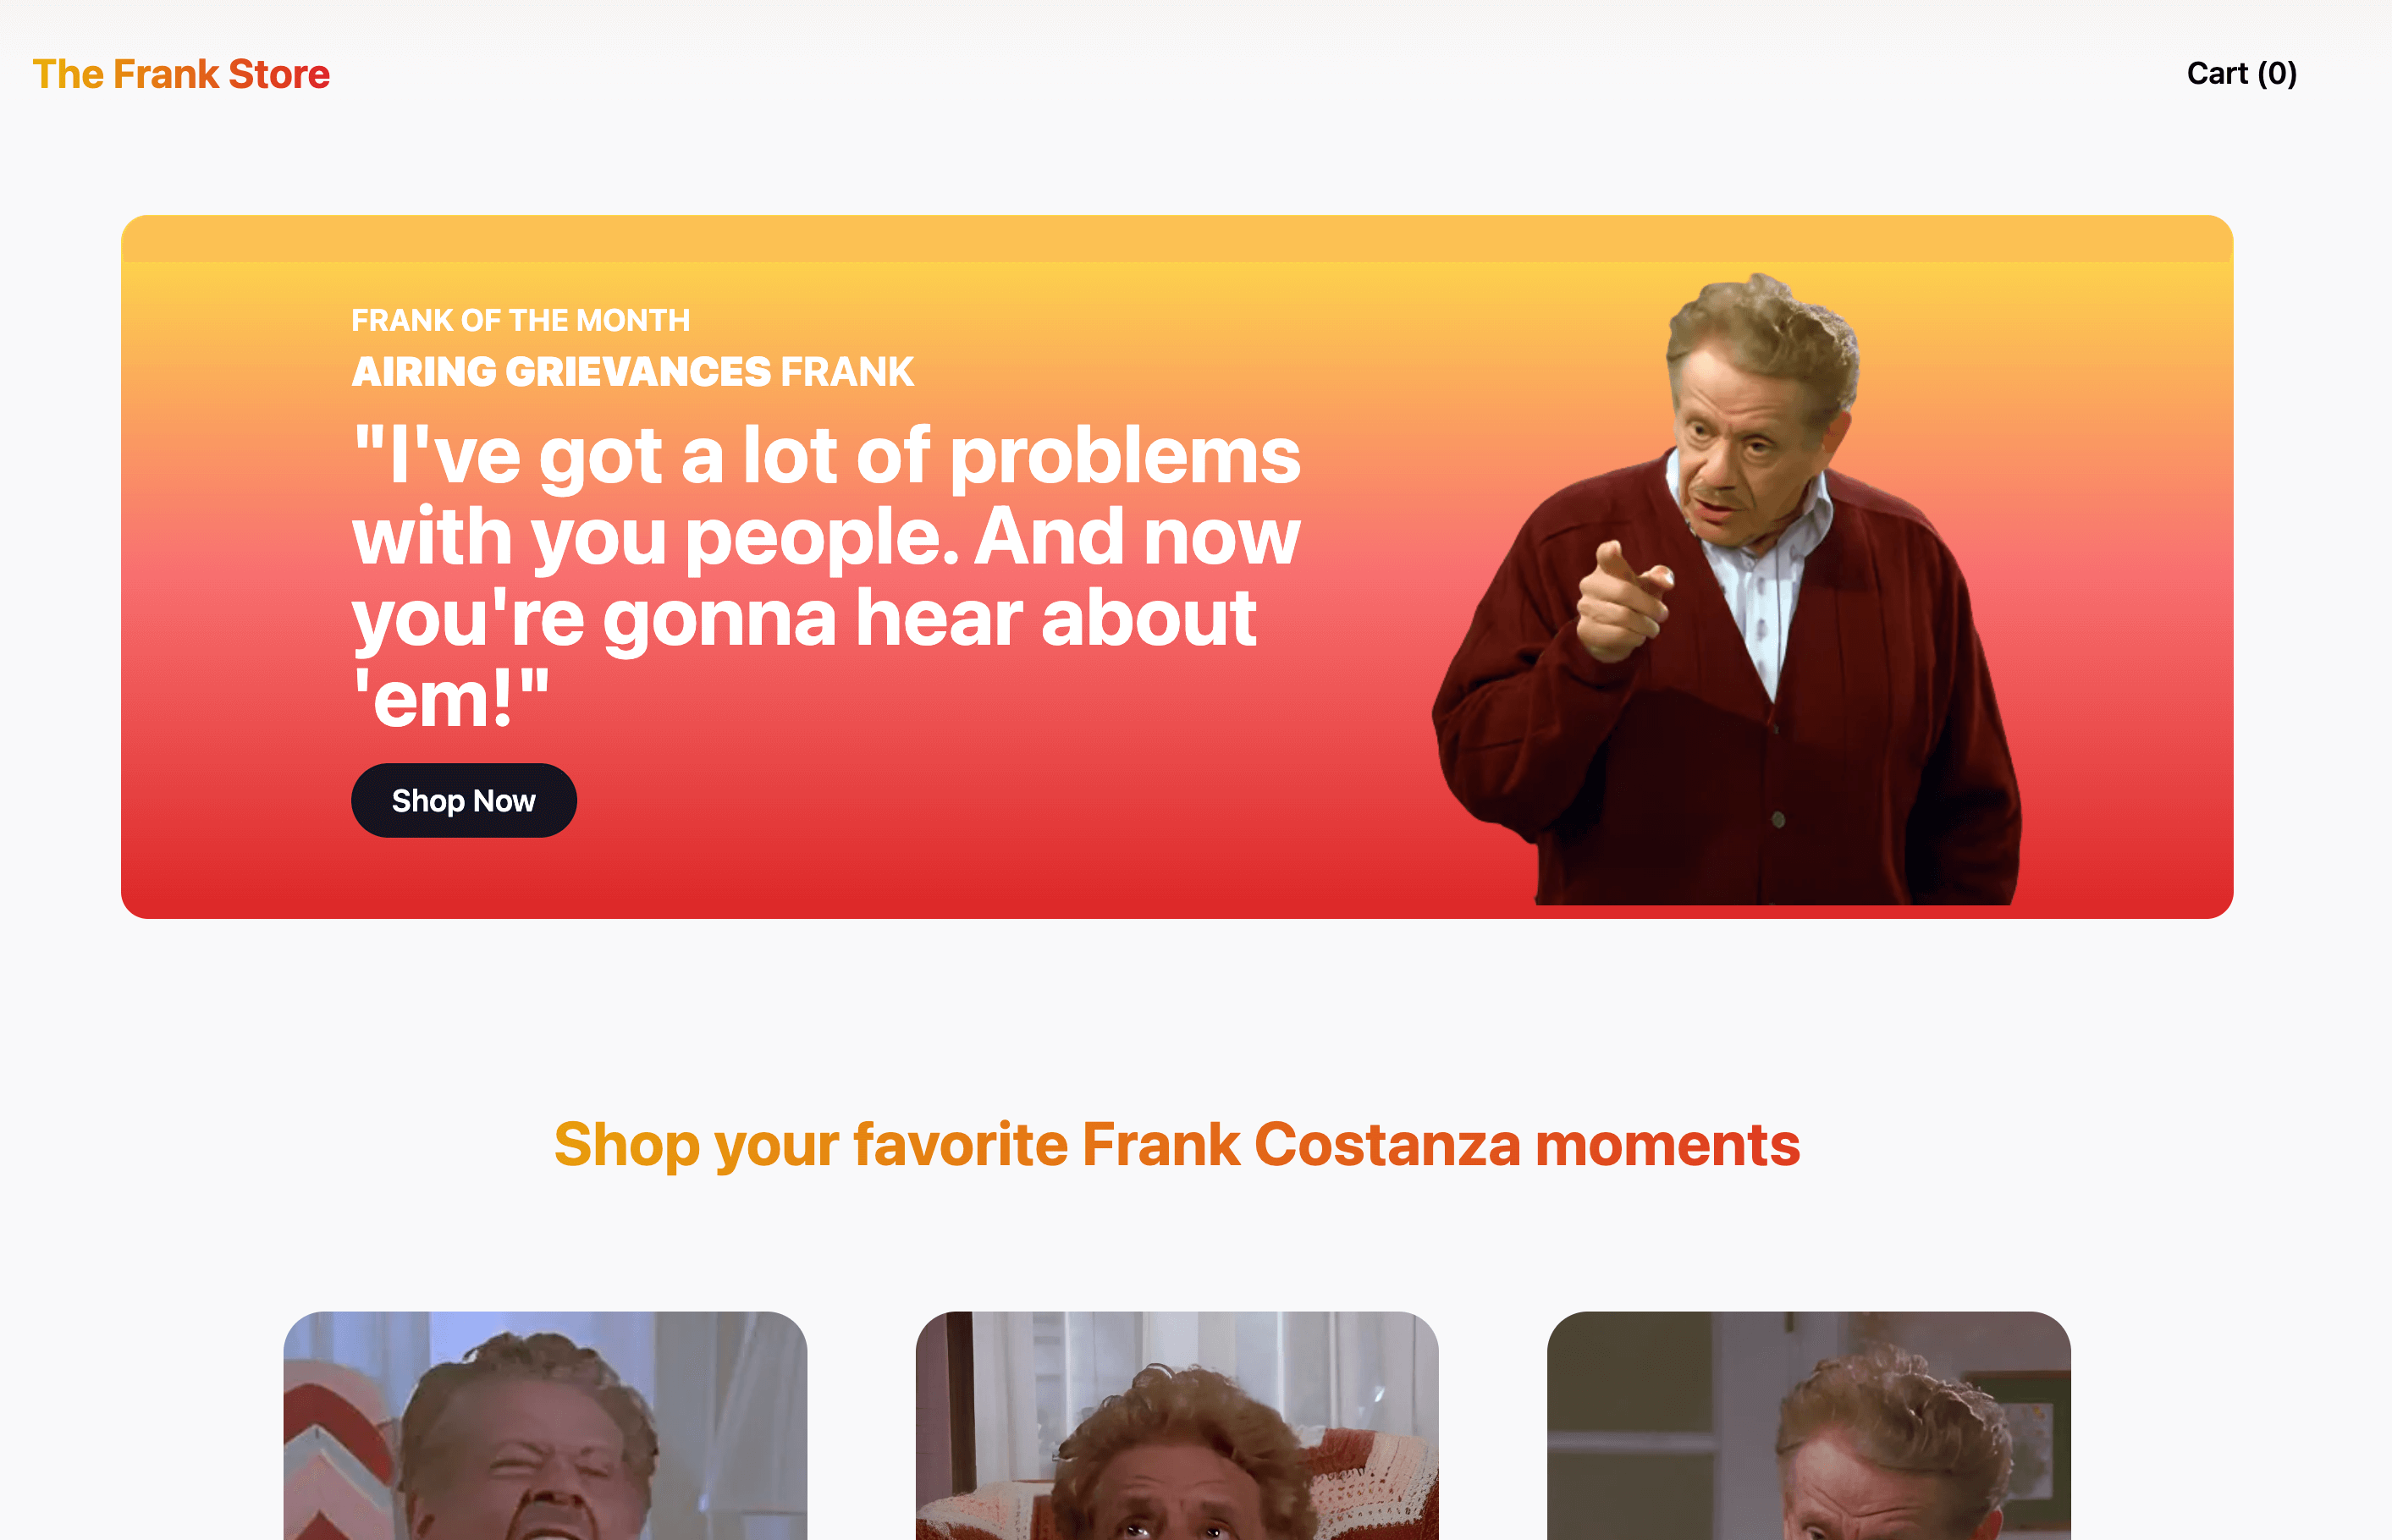 The Frank Store
Cart (0)
FRANK OF THE MONTH
AIRING GRIEVANCES FRANK
"I've got a lot of problems
with you people. And now
you're gonna hear about
'em!"
Shop Now
Shop your favorite Frank Costanza moments